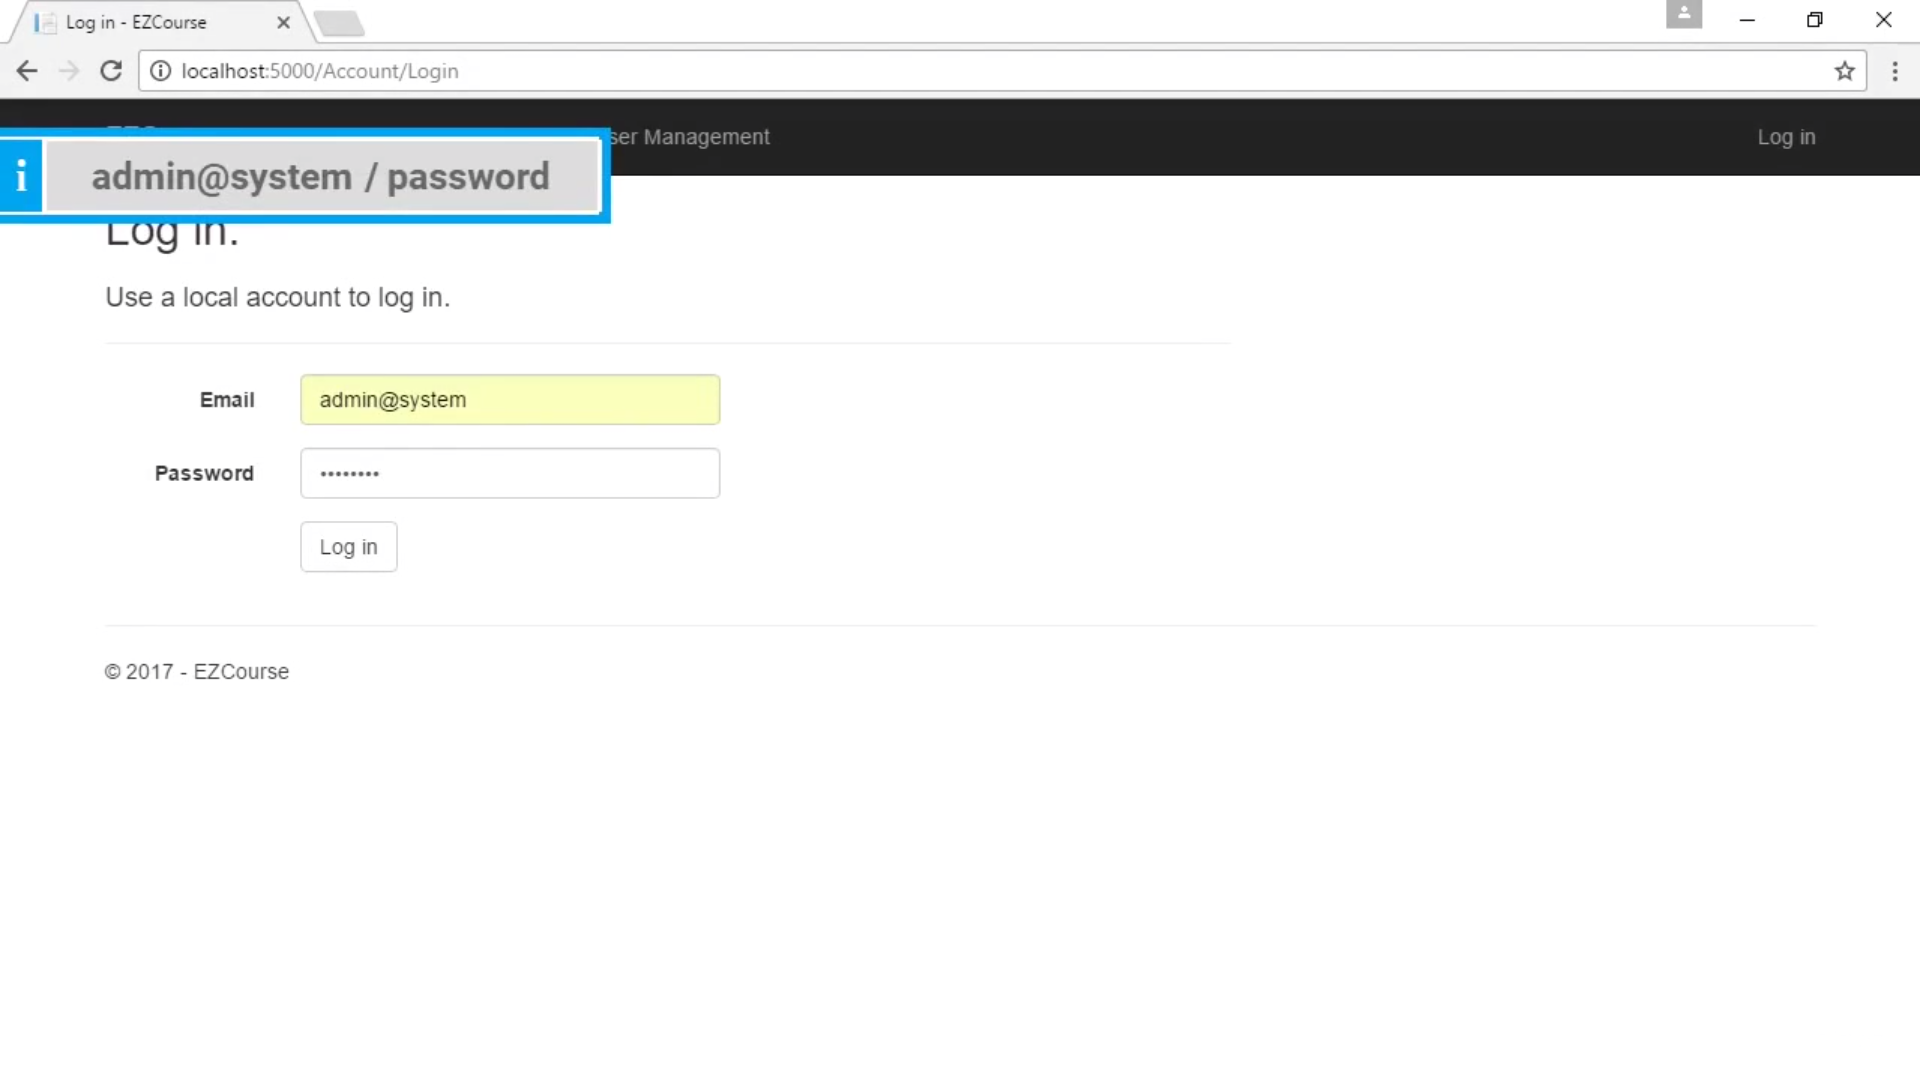 Log in - EZCourse
localhost:5000/Account/Login
ser Management
Log in
i
admin@system / password
Log in.
Use a local account to log in.
Email
admin@system
Password
••••••••
Log in
© 2017 - EZCourse